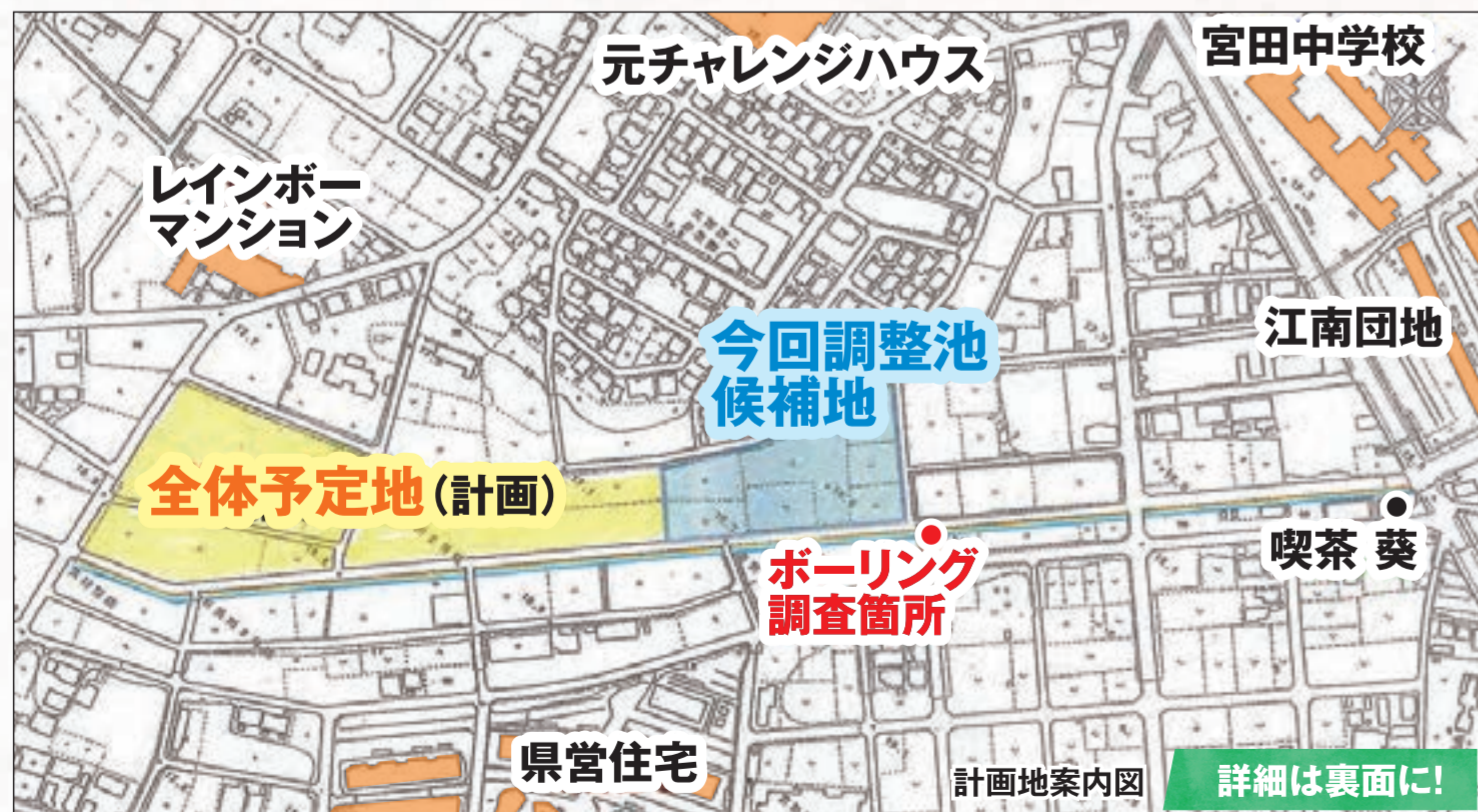 元チャレンジハウス
宮田中学校
レインボー
マンション
今回調整池
候補地
江南団地
全体予定地(計画)
ボーリング
調査箇所
喫茶 葵
県営住宅
計画地案内図
詳細は裏面に!